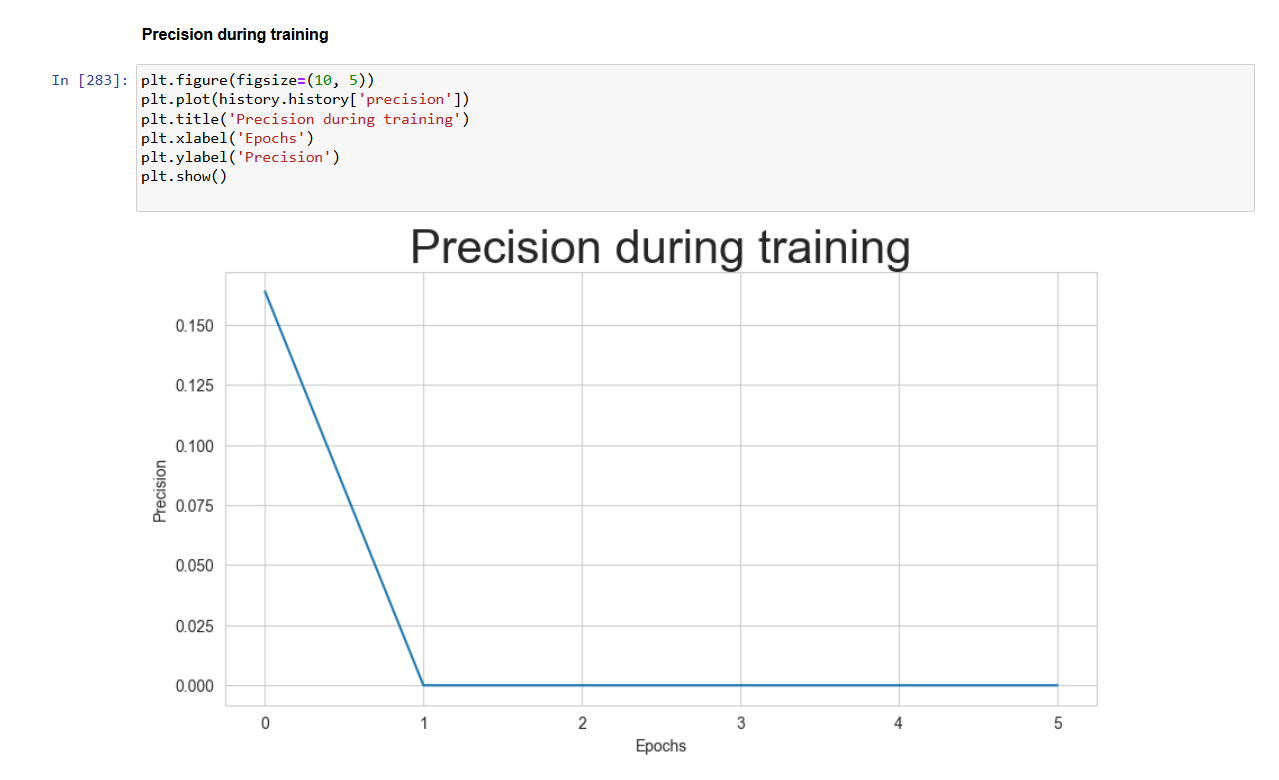 Precision during training
In [283]: plt.figure(figsize=(10, 5))
plt.plot(history.history['precision'])
plt.title('Precision during training')
plt.xlabel('Epochs')
plt.ylabel('Precision')
plt.show()
Precision during training
0.150
0.125
0.100
0.075
0.050
0.025
0.000
Precision
0 1 2 3 4 5
Epochs